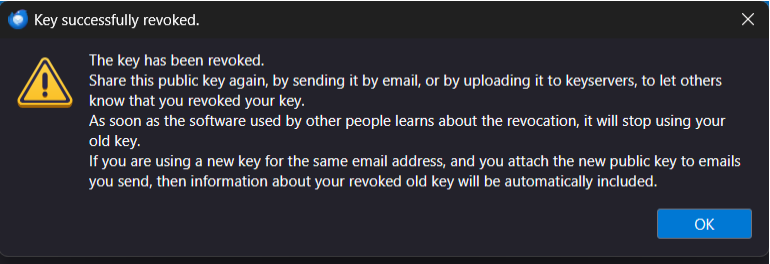 Key successfully revoked.
The key has been revoked.
Share this public key again, by sending it by email, or by uploading it to keyservers, to let others
know that you revoked your key.
As soon as the software used by other people learns about the revocation, it will stop using your
old key.
If you are using a new key for the same email address, and you attach the new public key to emails
you send, then information about your revoked old key will be automatically included.
OK